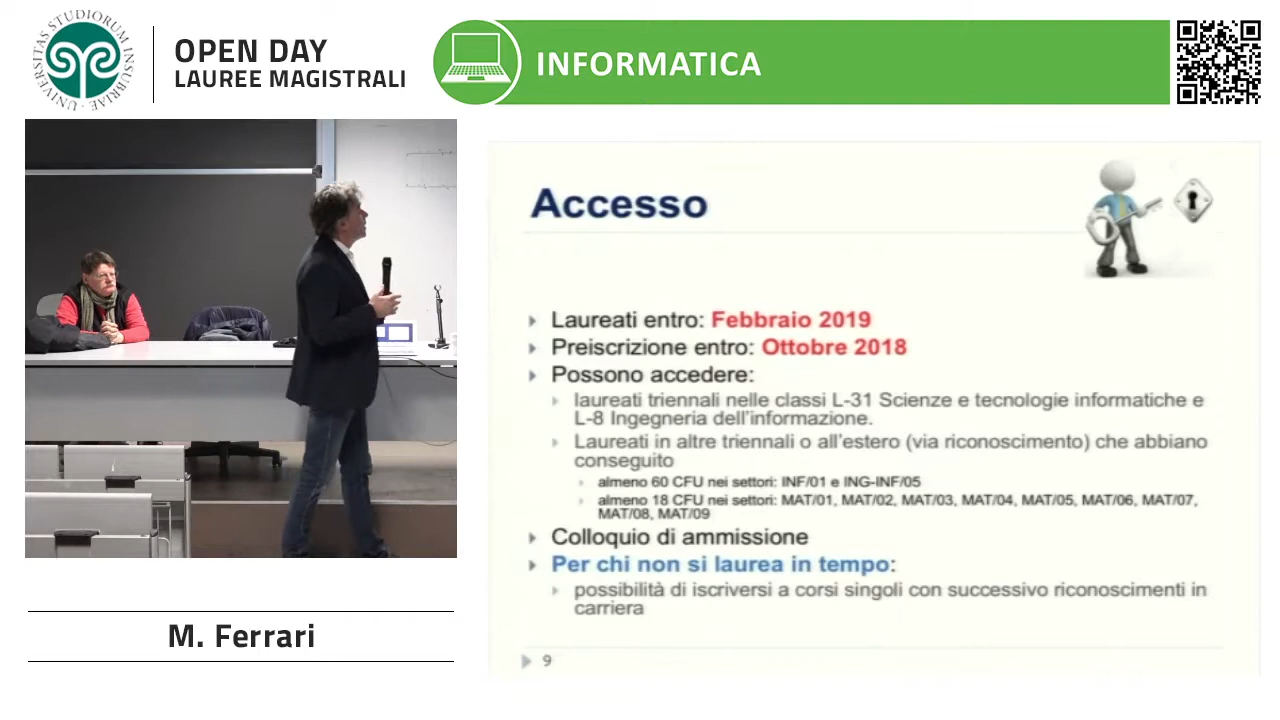 UNIVERSITAS STUDIORUM INSUBRIAE
OPEN DAY
LAUREE MAGISTRALI
INFORMATICA
Accesso
Laureati entro: Febbraio 2019
Preiscrizione entro: Ottobre 2018
Possono accedere:
laureati triennali nelle classi L-31 Scienze e tecnologie informatiche e
L-8 Ingegneria dell'informazione.
Laureati in altre triennali o all'estero (via riconoscimento) che abbiano
conseguito
almeno 60 CFU nei settori: INF/01 e ING-INF/05
almeno 18 CFU nei settori: MAT/01, MAT/02, MAT/03, MAT/04, MAT/05, MAT/06, MAT/07,
MAT/08, MAT/09
Colloquio di ammissione
Per chi non si laurea in tempo:
possibilità di iscriversi a corsi singoli con successivo riconoscimenti in
carriera
9
M. Ferrari